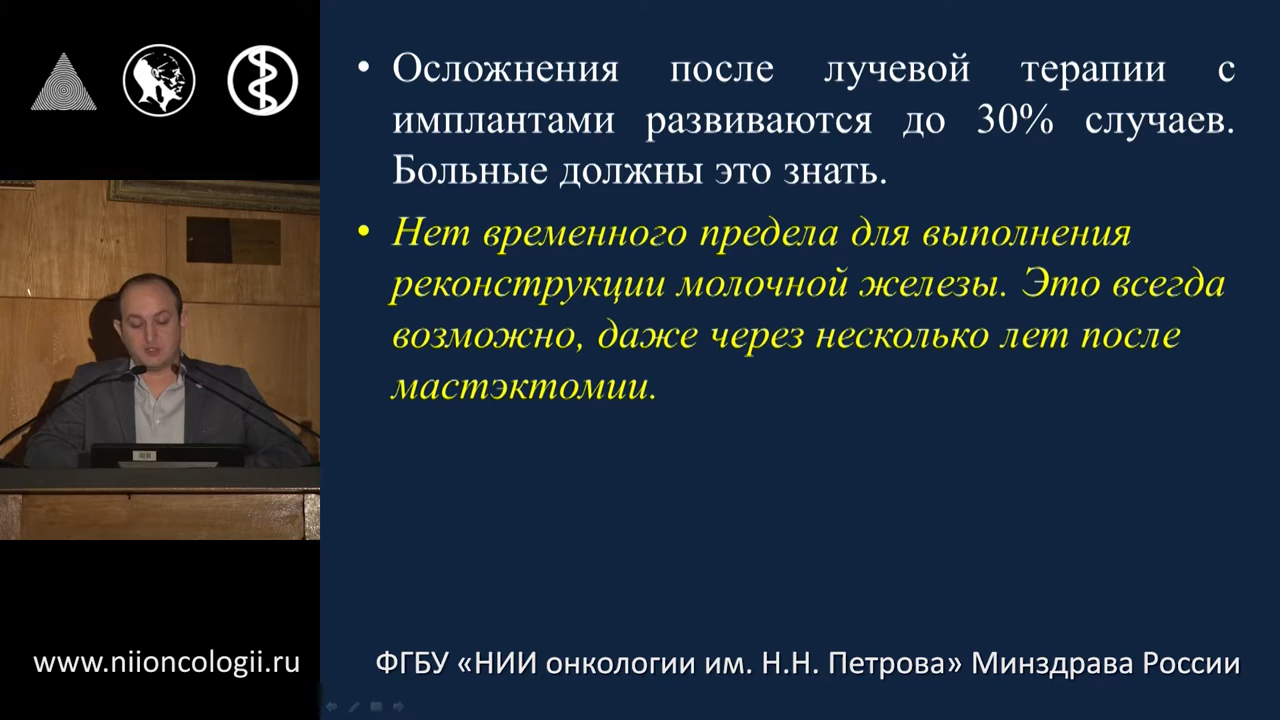 • Осложнения после лучевой терапии с
имплантами развиваются до 30% случаев.
Больные должны это знать.
• Нет временного предела для выполнения
реконструкции молочной железы. Это всегда
возможно, даже через несколько лет после
мастэктомии.
www.niioncologii.ru
ФГБУ «НИИ онкологии им. Н.Н. Петрова» Минздрава России